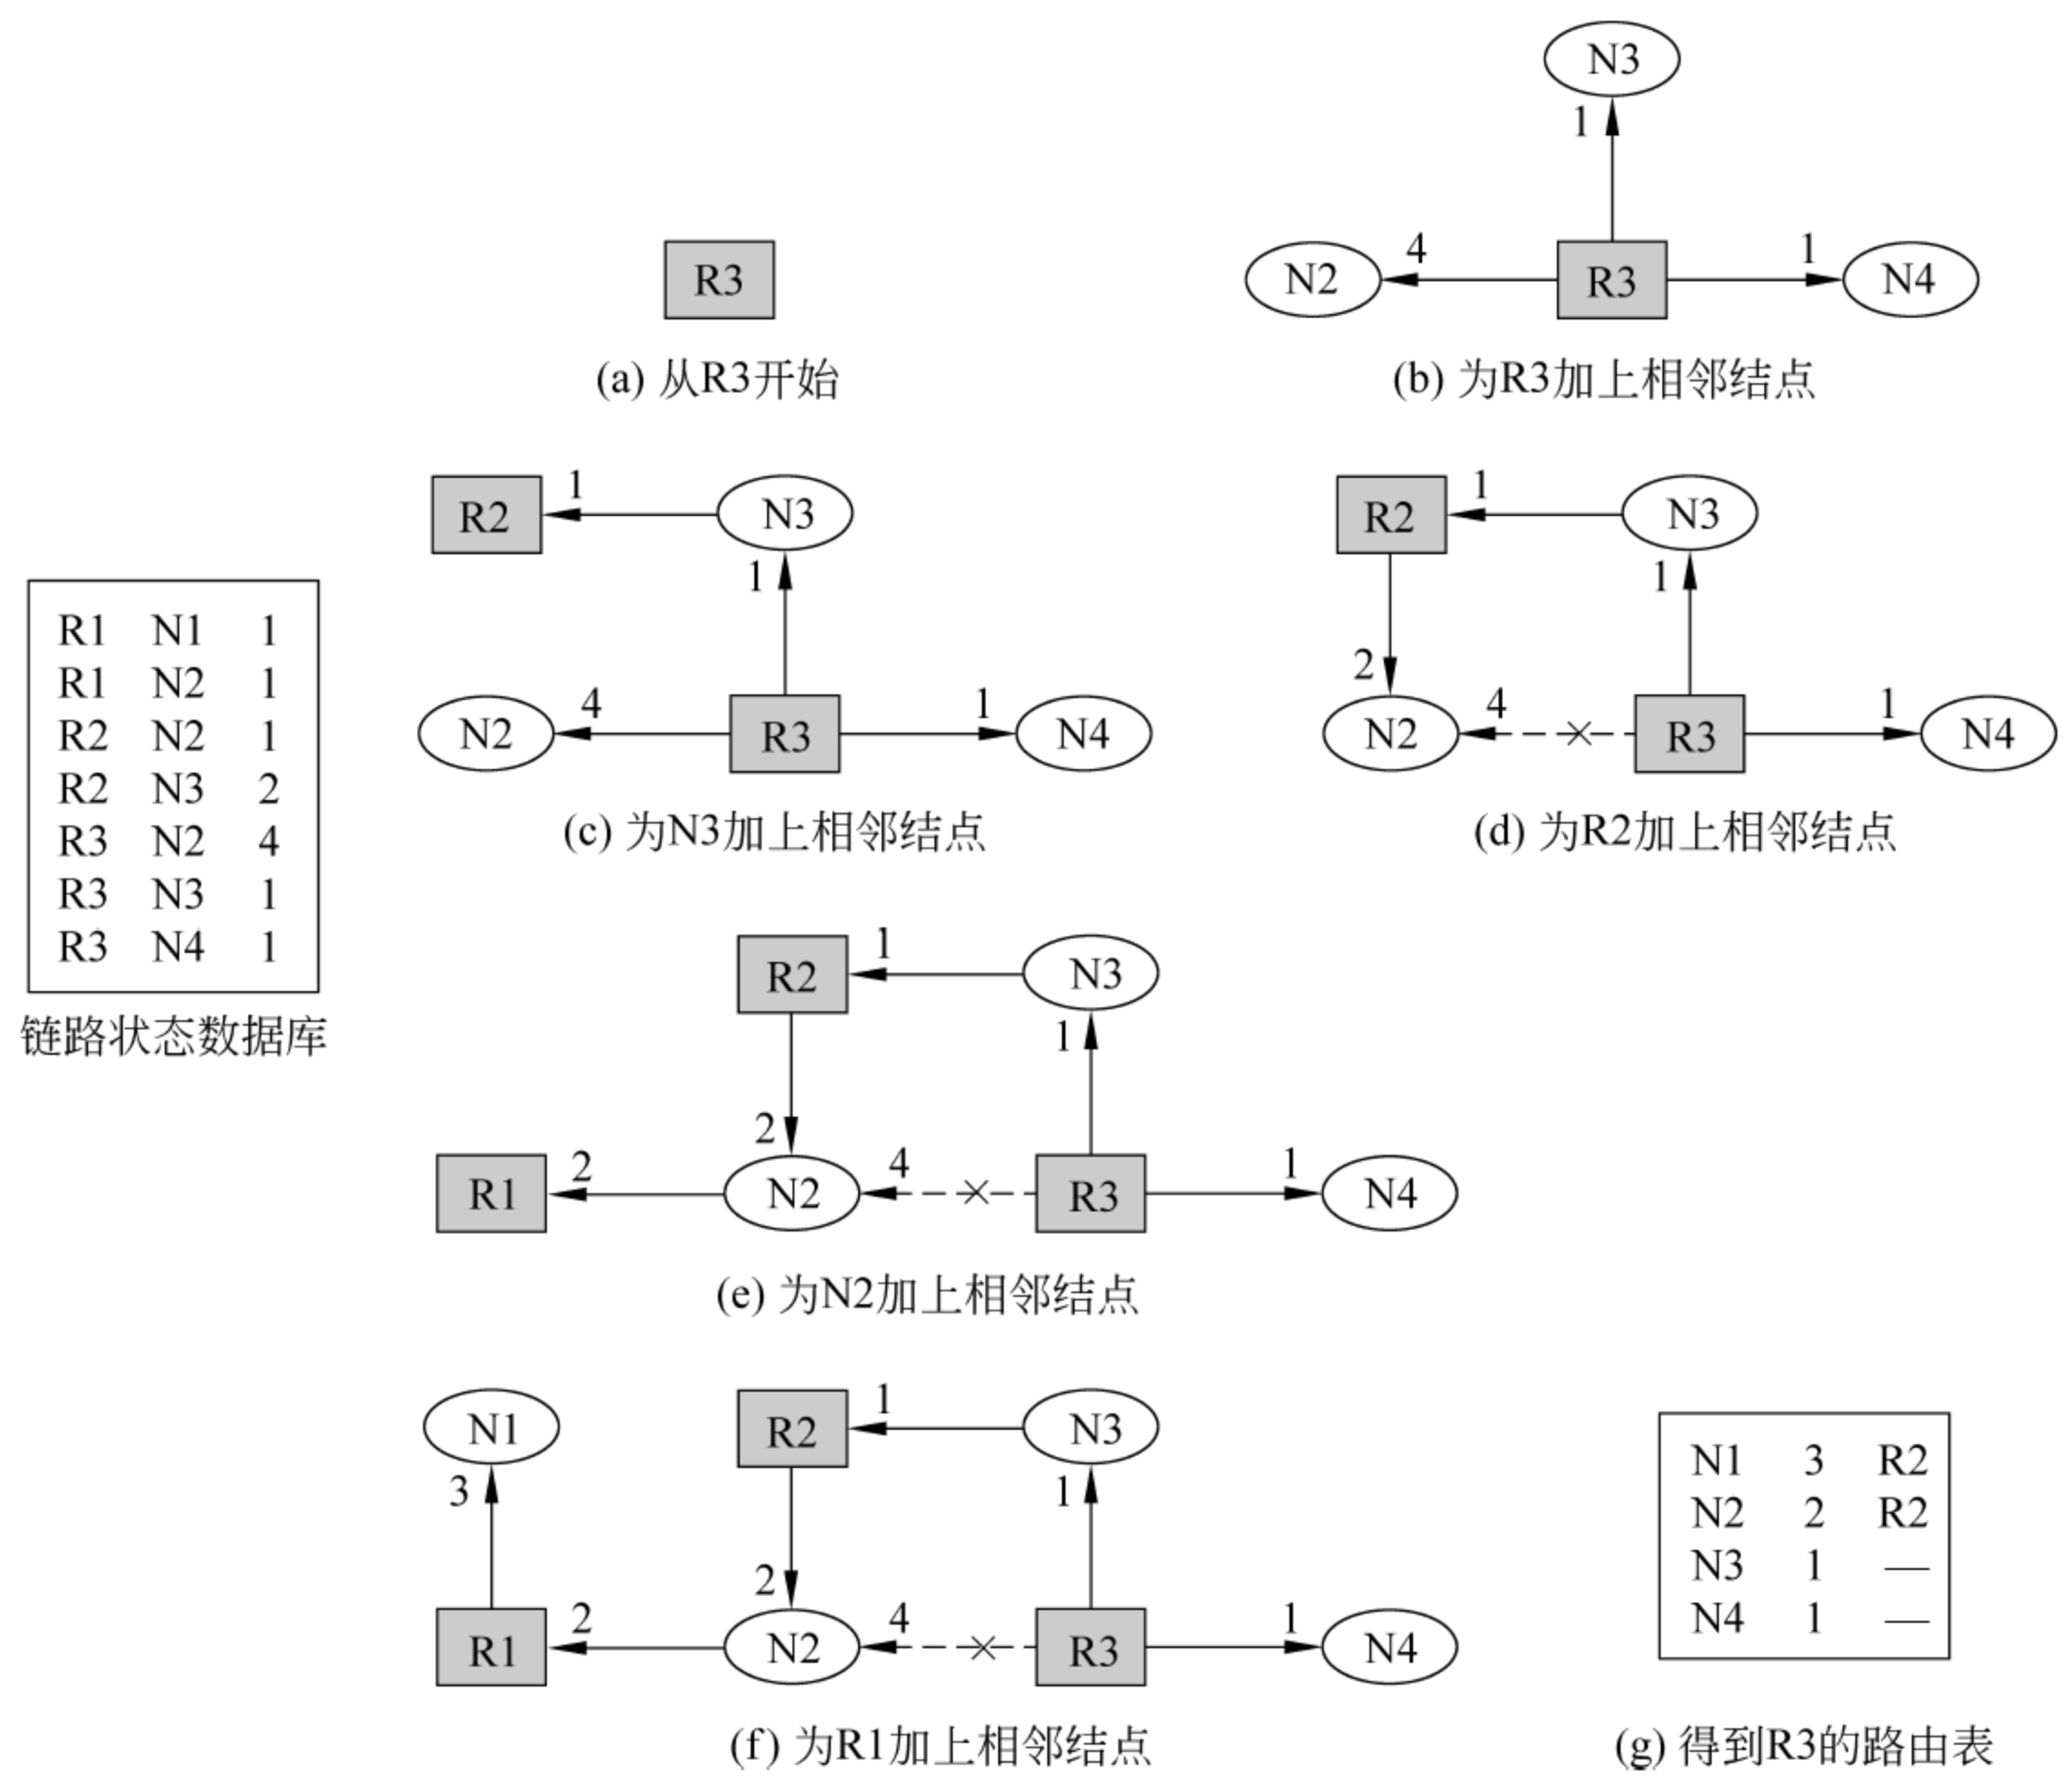 N3
1
N2
4
R3
1
N4
R3
(a) 从R3开始
(b) 为R3加上相邻结点
R1 N1 1
R1 N2 1
R2 N2 1
R2 N3 2
R3 N2 4
R3 N3 1
R3 N4 1
链路状态数据库
R2
1
N3
1
N2
4
R3
1
N4
(c) 为N3加上相邻结点
R2
1
N3
1
2
N2
4
R3
1
N4
(d) 为R2加上相邻结点
R2
1
N3
1
2
R1
2
N2
4
R3
1
N4
(e) 为N2加上相邻结点
N1
R2
1
N3
3
1
2
R1
2
N2
4
R3
1
N4
(f) 为R1加上相邻结点
N1 3 R2
N2 2 R2
N3 1 —
N4 1 —
(g) 得到R3的路由表